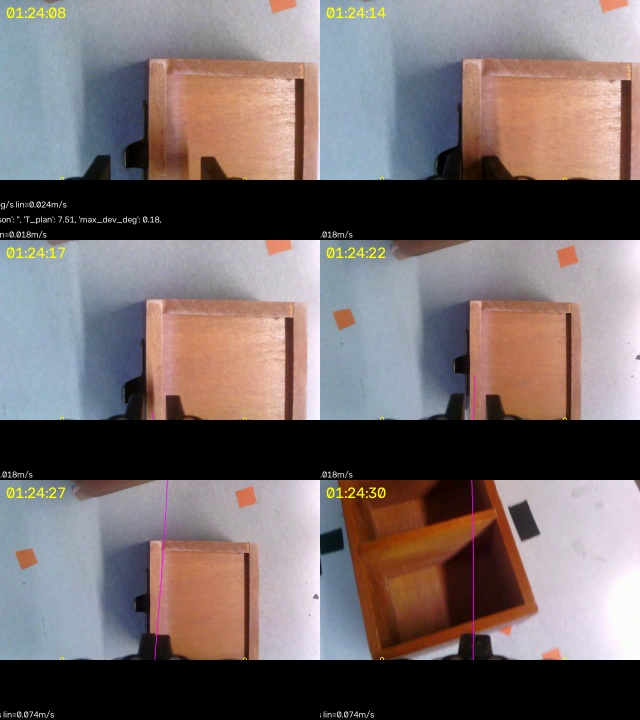 01:24:08
01:24:14
g/s lin=0.024m/s
son': '', 'T_plan': 7.51, 'max_dev_deg': 0.18,
n=0.018m/s
.018m/s
01:24:17
01:24:22
.018m/s
.018m/s
01:24:27
01:24:30
s lin=0.074m/s
s lin=0.074m/s